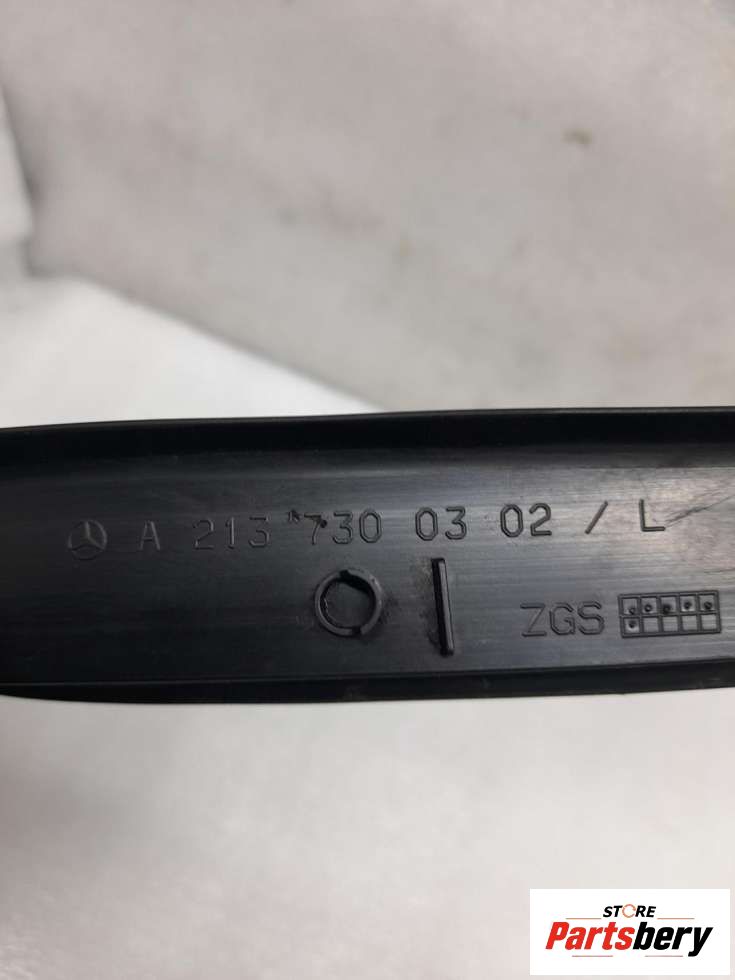 A 213 730 03 02 / L
ZGS
STORE
Partsbery